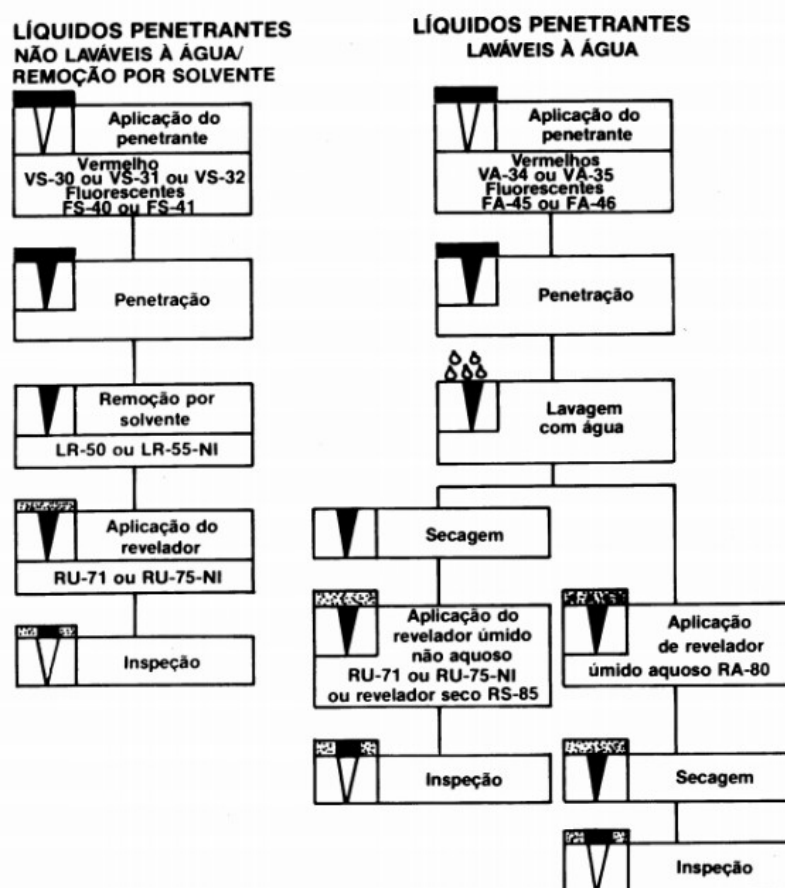 LÍQUIDOS PENETRANTES
NÃO LAVÁVEIS À ÁGUA/
REMOÇÃO POR SOLVENTE
Aplicação do
penetrante
Vermelho
VS-30 ou VS-31 ou VS-32
Fluorescentes
FS-40 ou FS-41
Penetração
Remoção por
solvente
LR-50 ou LR-55-NI
Aplicação do
revelador
RU-71 ou RU-75-NI
Inspeção
LÍQUIDOS PENETRANTES
LAVÁVEIS À ÁGUA
Aplicação do
penetrante
Vermelhos
VA-34 ou VA-35
Fluorescentes
FA-45 ou FA-46
Penetração
Lavagem
com água
Secagem
Aplicação do
revelador úmido
não aquoso
RU-71 ou RU-75-NI
ou revelador seco RS-85
Inspeção
Aplicação
de revelador
úmido aquoso RA-80
Secagem
Inspeção